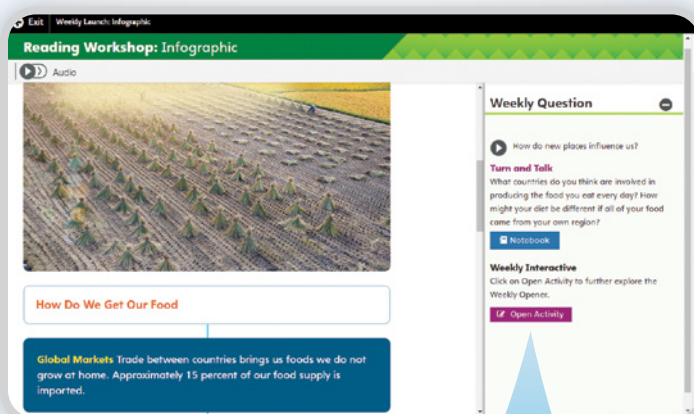 Exit Weekly Launch: Infographic
Reading Workshop: Infographic
Audio
How Do We Get Our Food
Global Markets Trade between countries brings us foods we do not
grow at home. Approximately 15 percent of our food supply is
imported.
Weekly Question
How do new places influence us?
Turn and Talk
What countries do you think are involved in
producing the food you eat every day? How
might your diet be different if all of your food
came from your own region?
Notebook
Weekly Interactive
Click on Open Activity to further explore the
Weekly Opener.
Open Activity